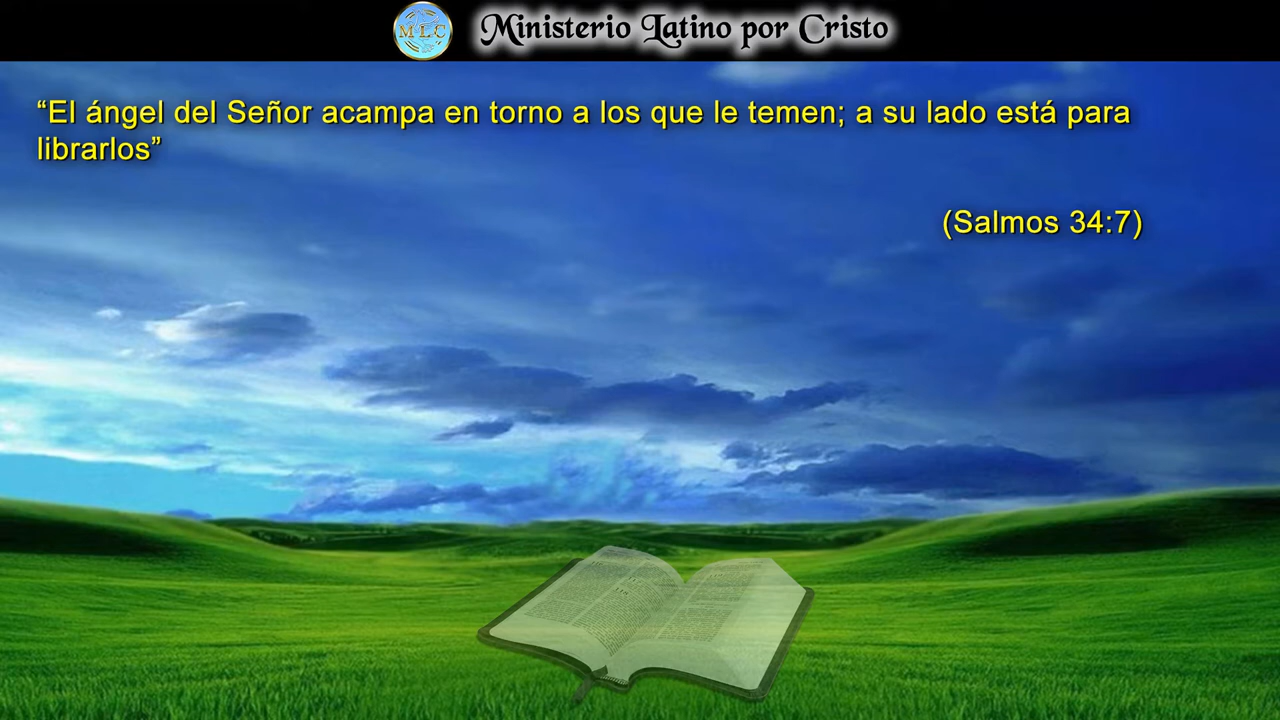 MLC
Ministerio Latino por Cristo
“El ángel del Señor acampa en torno a los que le temen; a su lado está para
librarlos”
(Salmos 34:7)